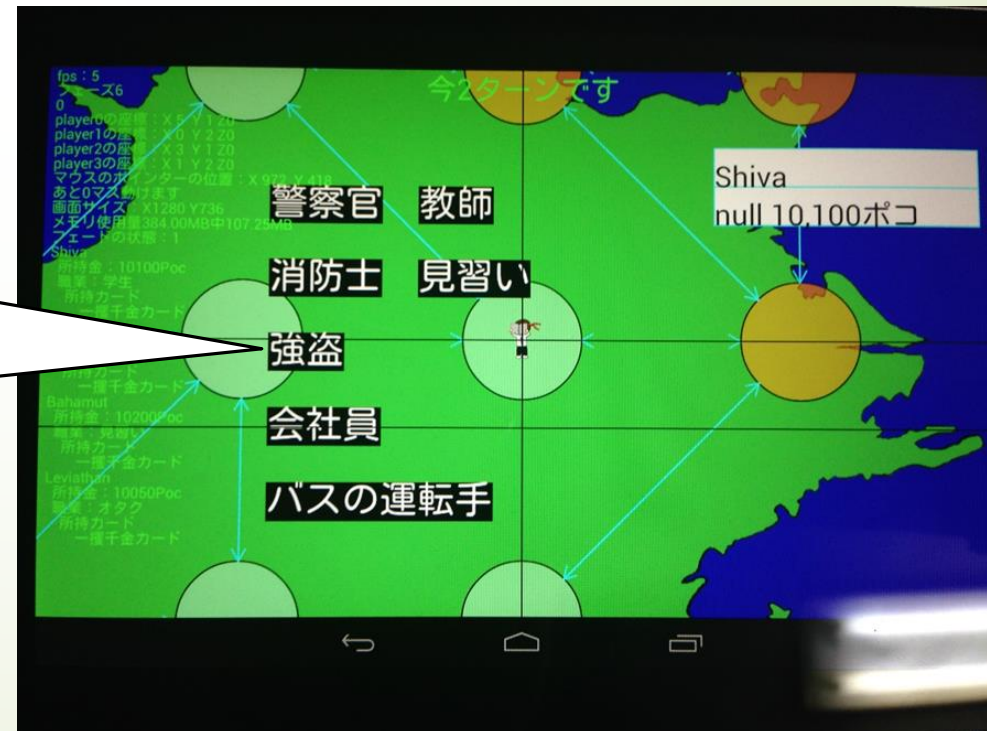 fps：5
フェーズ6
0
player0の座標：X 5 Y 1 Z0
player1の座標：X 0 Y 2 Z0
player2の座標：X 3 Y 1 Z0
player3の座標：X 1 Y 2 Z0
マウスのポインターの位置：X 972 Y 418
あと0マス動けます
画面サイズ：X1280 Y736
メモリ使用量384.00MB中107.25MB
フェードの状態：1
Shiva
所持金：10100Poc
職業：学生
所持カード
一攫千金カード
所持カード
一攫千金カード
Bahamut
所持金：10200Poc
職業：見習い
所持カード
一攫千金カード
Leviathan
所持金：10050Poc
職業：オタク
所持カード
一攫千金カード
今2ターンです
Shiva
null 10,100ポコ
警察官 教師
消防士 見習い
強盗
会社員
バスの運転手